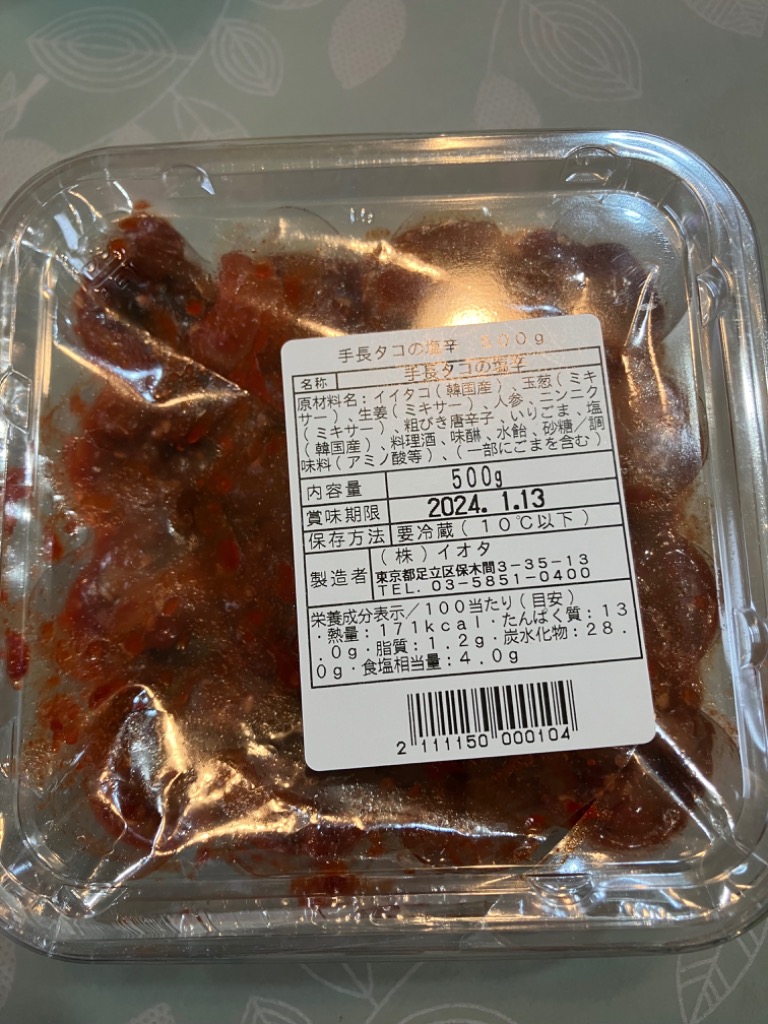 手長タコの塩辛 500g
名称 手長タコの塩辛
原材料名：イイタコ（韓国産）、玉葱（ミキ
サー）、生姜（ミキサー）、人参、ニンニク
（ミキサー）、粗びき唐辛子、いりごま、塩
（韓国産）、料理酒、味醂、水飴、砂糖／調
味料（アミノ酸等）、（一部にごまを含む）
内容量 500g
賞味期限 2024. 1.13
保存方法 要冷蔵（10℃以下）
製造者 （株）イオタ
東京都足立区保木間3-35-13
TEL. 03-5851-0400
栄養成分表示／100当たり（目安）
・熱量：171kcal・たんぱく質：13
.0g・脂質：1.2g・炭水化物：28.
0g・食塩相当量：4.0g
2 111150 000104